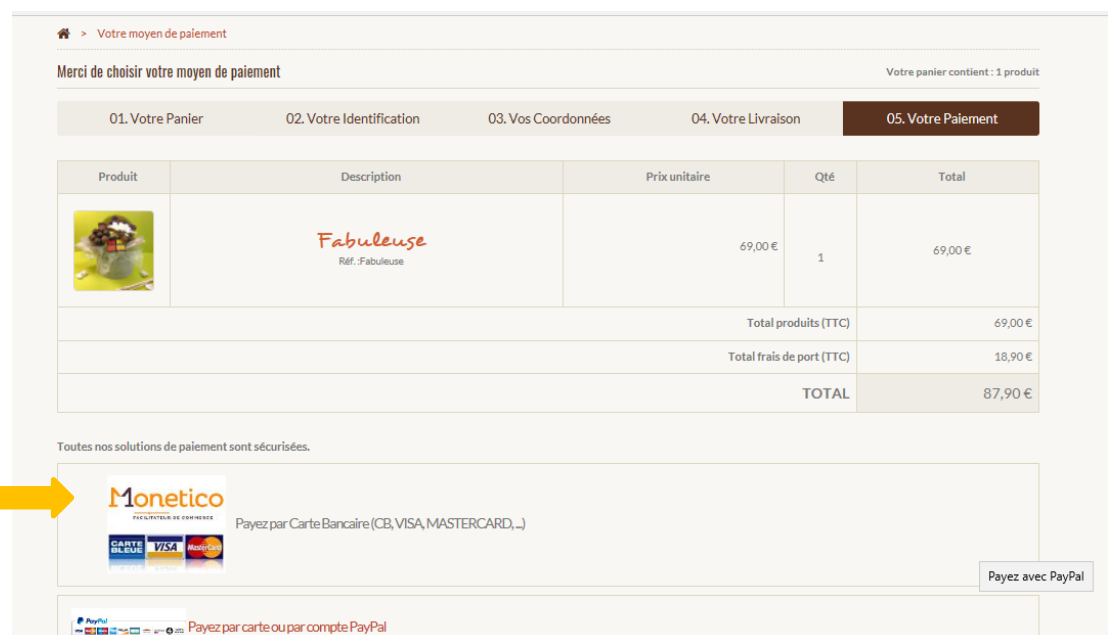 > Votre moyen de paiement
Merci de choisir votre moyen de paiement
Votre panier contient : 1 produit
01. Votre Panier 02. Votre Identification 03. Vos Coordonnées 04. Votre Livraison 05. Votre Paiement
Produit Description Prix unitaire Qté Total
Fabuleuse
Réf. :Fabuleuse
69,00 € 1 69,00 €
Total produits (TTC) 69,00 €
Total frais de port (TTC) 18,90 €
TOTAL 87,90 €
Toutes nos solutions de paiement sont sécurisées.
Monetico
FACILITATEUR DE COMMERCE
Payez par Carte Bancaire (CB, VISA, MASTERCARD, ...)
CARTE BLEUE VISA MasterCard
Payez avec PayPal
PayPal
Payez par carte ou par compte PayPal